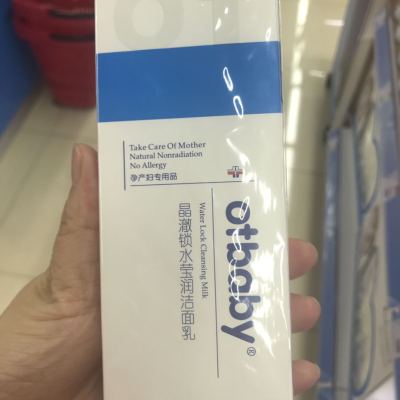 Take Care Of Mother
Natural Nonradiation
No Allergy
孕产妇专用品
otbaby®
Water Lock Cleansing Milk
晶澈锁水莹润洁面乳